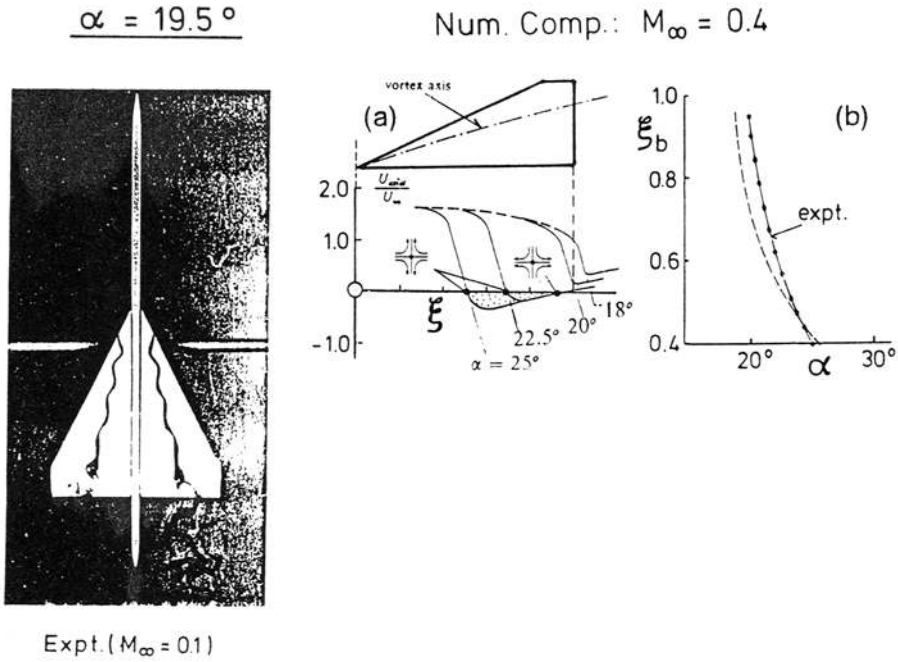 α = 19.5°
Num. Comp.: M∞ = 0.4
(a)
vortex axis
U axial
U∞
2.0
1.0
-1.0
ξ
α = 25°
22.5°
20°
18°
(b)
ξb
1.0
0.8
0.6
0.4
expt.
20°
α
30°
Expt. (M∞ = 0.1)